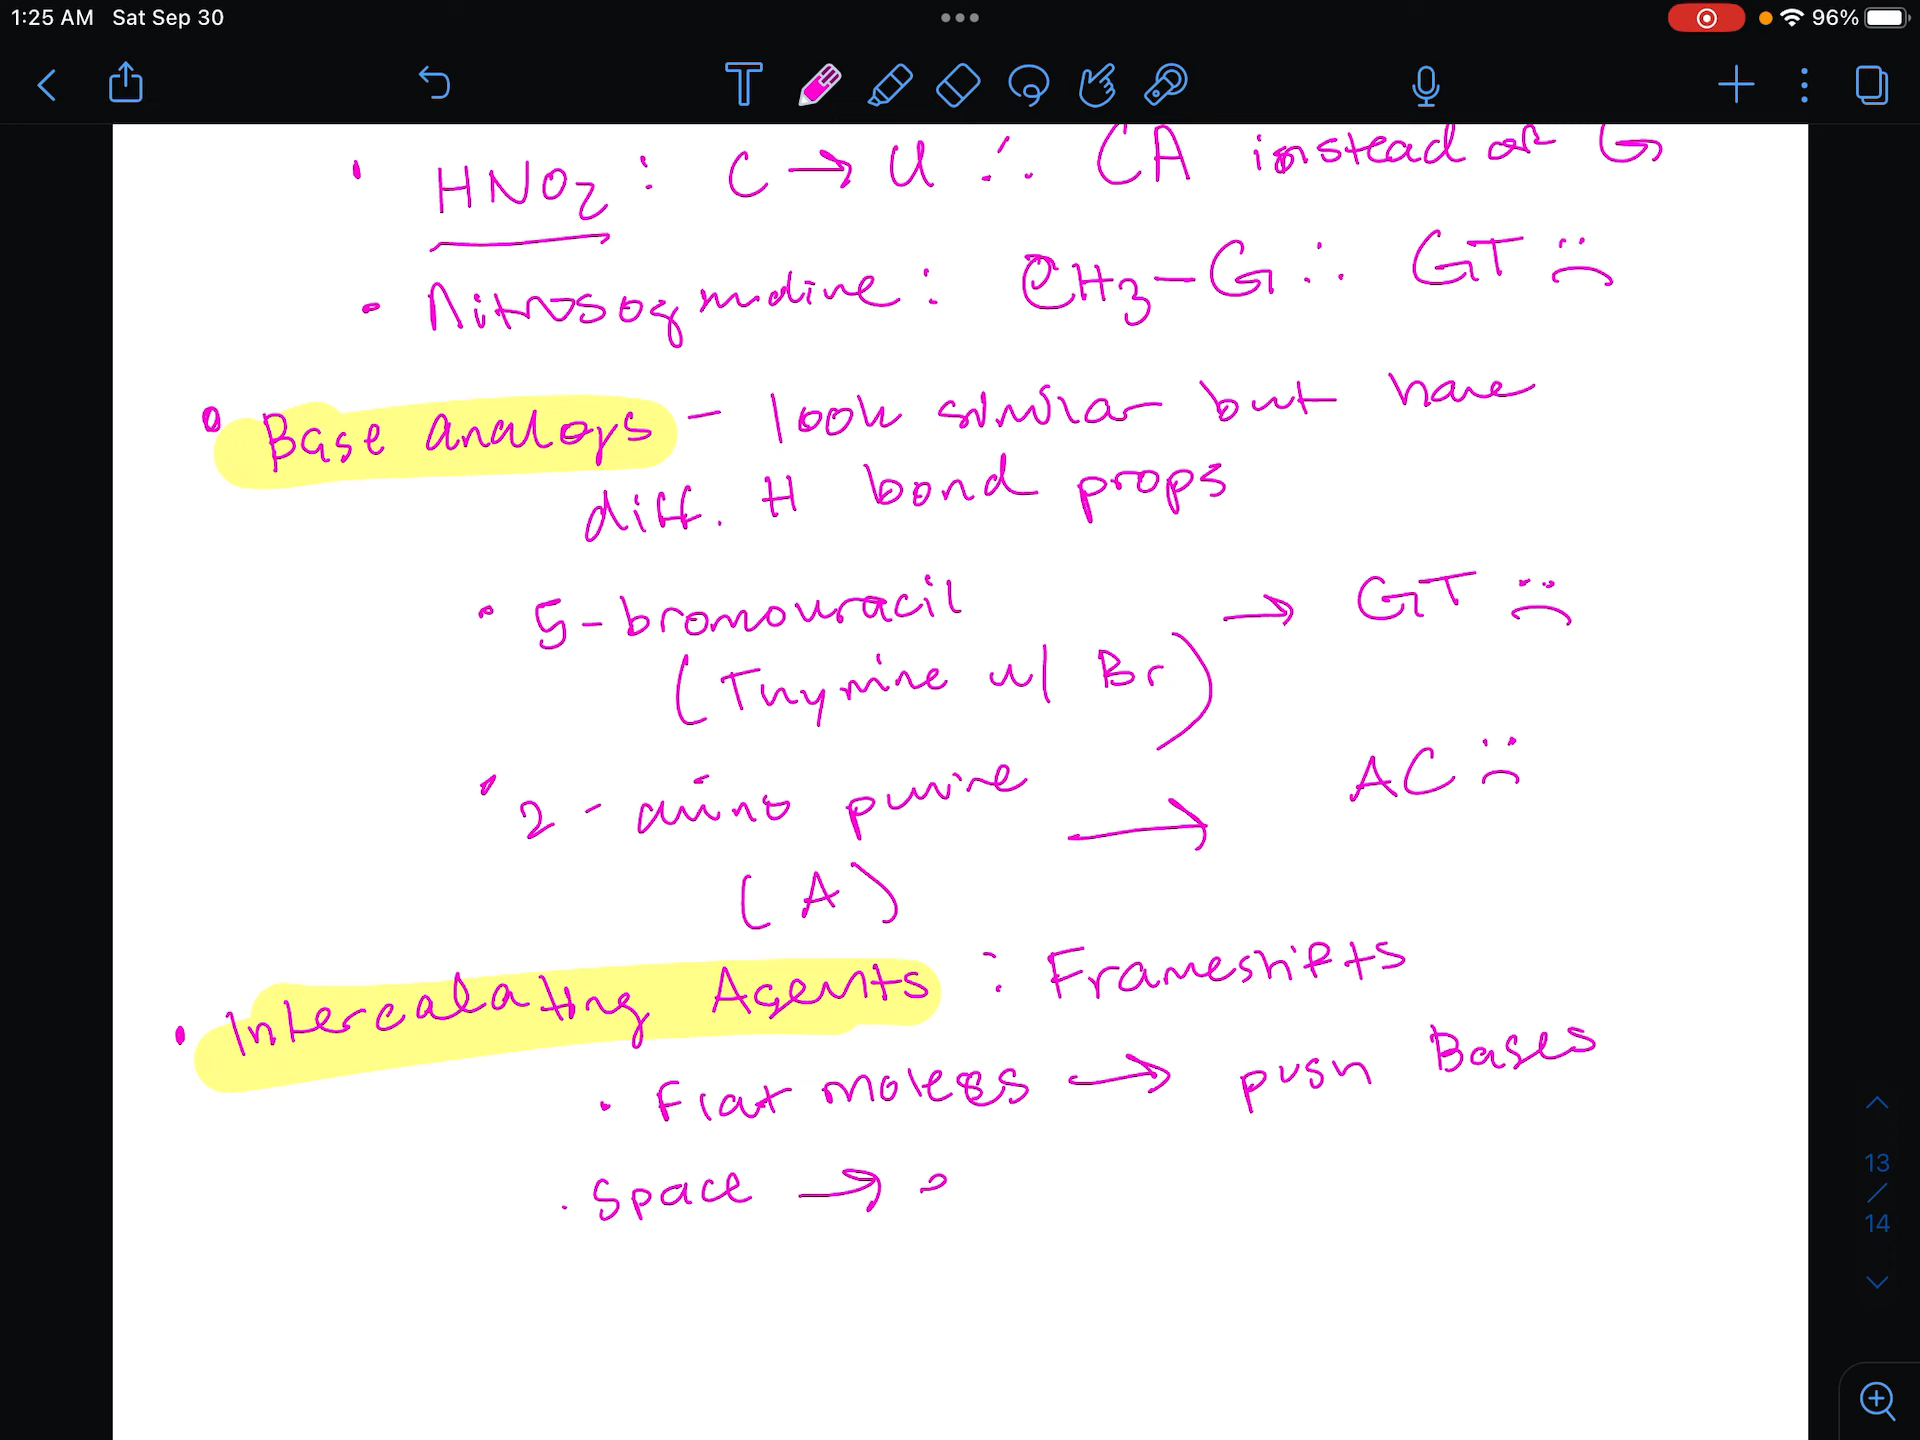 1:25 AM Sat Sep 30
96%
• HNO2 : C → U ∴ CA instead of G
• Nitrosogundine : CH3-G ∴ GT :(
• Base analogs - look similar but have
diff. H bond props
• 5-bromouracil → GT :(
(Thymine w/ Br)
• 2-amino purine → AC :(
(A)
• Intercalating Agents : Frameshifts
• Flat molecs → push Bases
• Space →
13
/
14